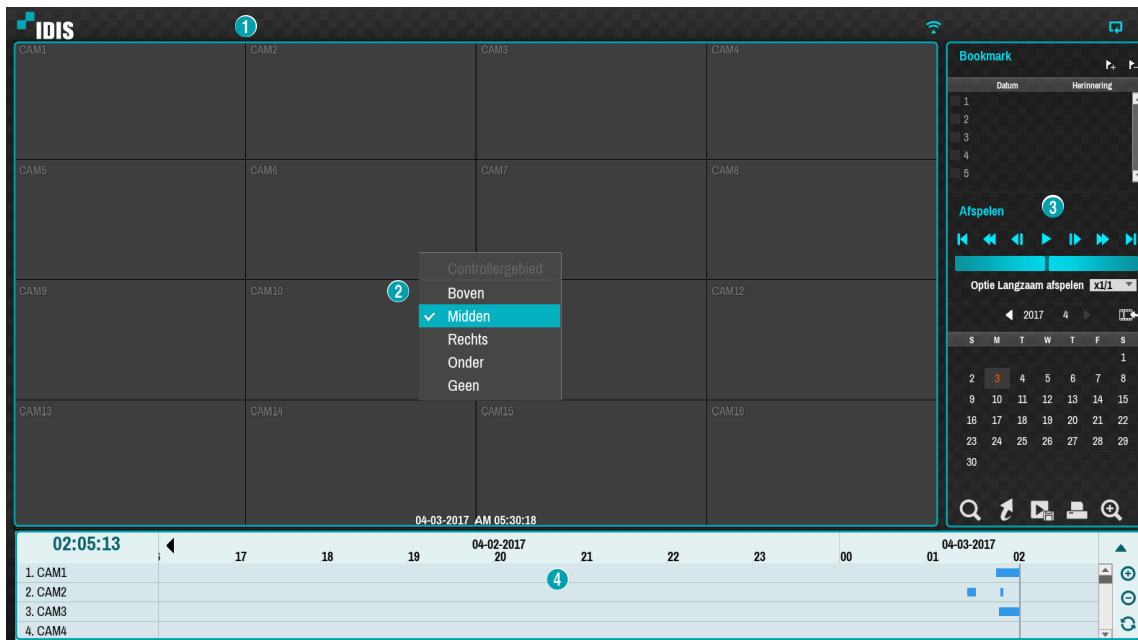 IDIS 1
CAM1 CAM2 CAM3 CAM4
CAM5 CAM6 CAM7 CAM8
CAM9 CAM10 CAM12
CAM13 CAM14 CAM15 CAM16
2
Controllergebied
Boven
Midden
Rechts
Onder
Geen
04-03-2017 AM 05:30:18
Bookmark
Datum Herinnering
1
2
3
4
5
Afspelen 3
Optie Langzaam afspelen x1/1
2017 4
S M T W T F S
1
2 3 4 5 6 7 8
9 10 11 12 13 14 15
16 17 18 19 20 21 22
23 24 25 26 27 28 29
30
02:05:13 04-02-2017 04-03-2017
17 18 19 20 21 22 23 00 01 02
1. CAM1 4
2. CAM2
3. CAM3
4. CAM4